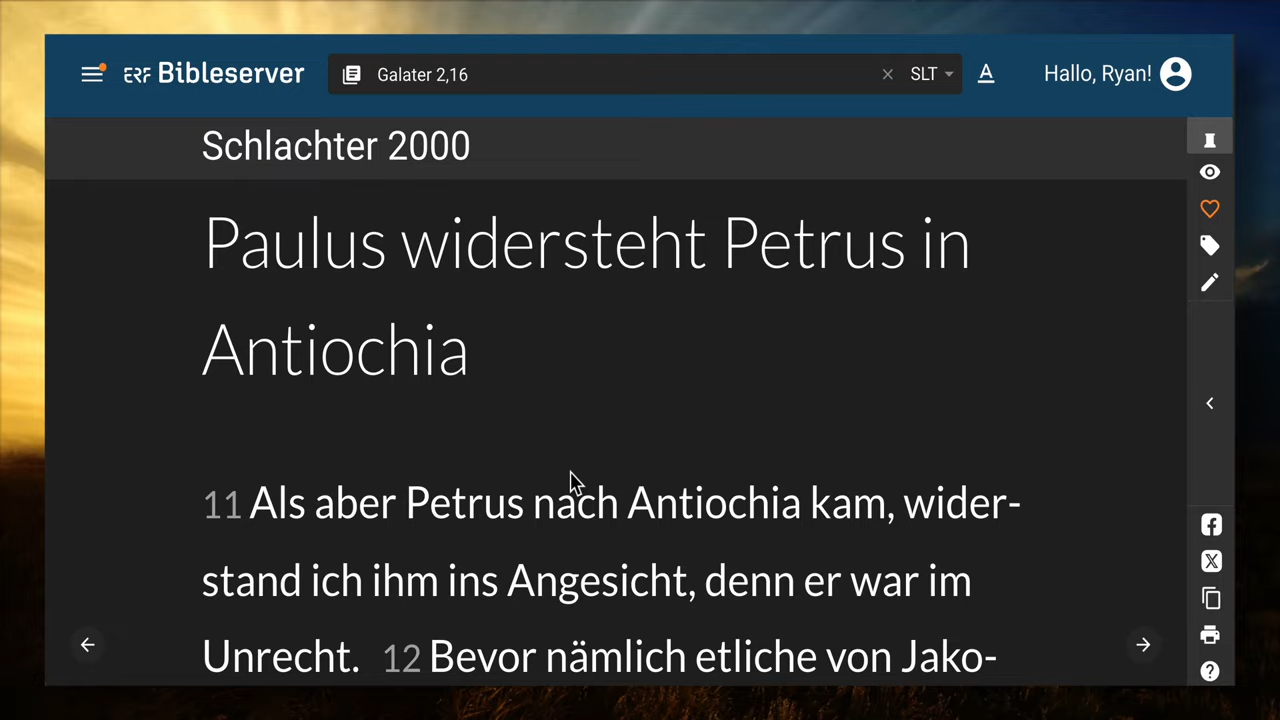 ERF Bibleserver
Galater 2,16
SLT
A
Hallo, Ryan!
Schlachter 2000
Paulus widersteht Petrus in
Antiochia
11 Als aber Petrus nach Antiochia kam, wider-
stand ich ihm ins Angesicht, denn er war im
Unrecht. 12 Bevor nämlich etliche von Jako-